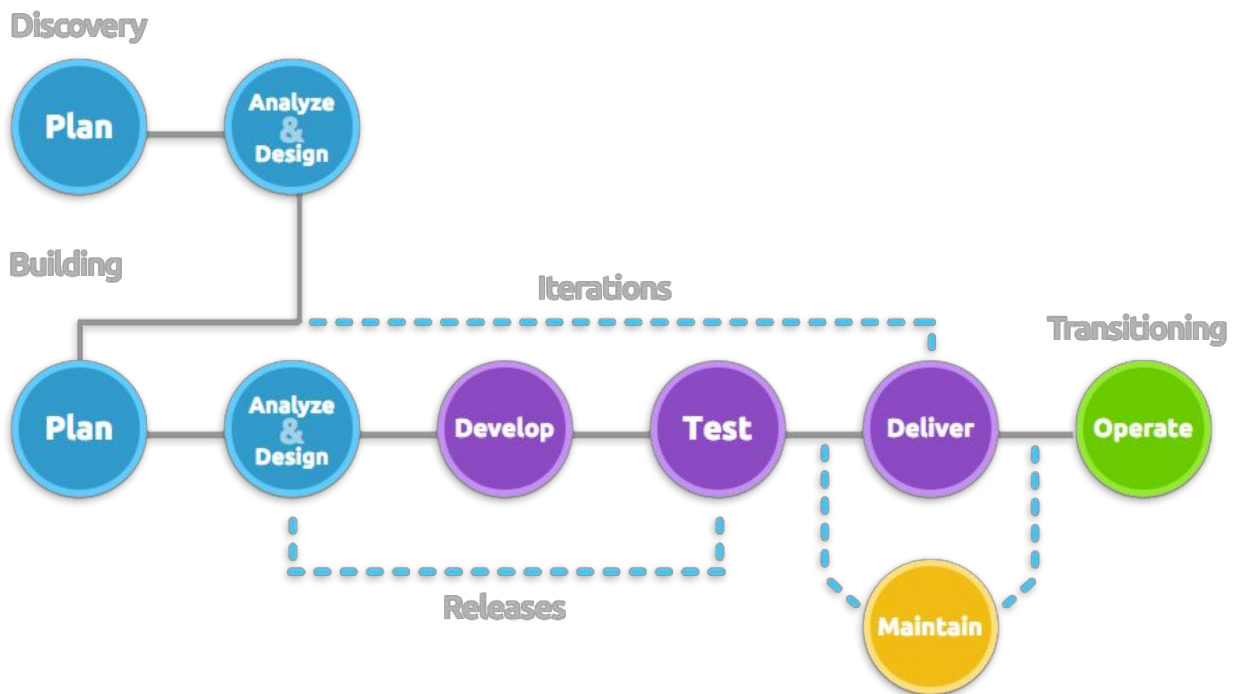 Discovery
Plan
Analyze
&
Design
Building
Iterations
Transitioning
Plan
Analyze
&
Design
Develop
Test
Deliver
Operate
Releases
Maintain